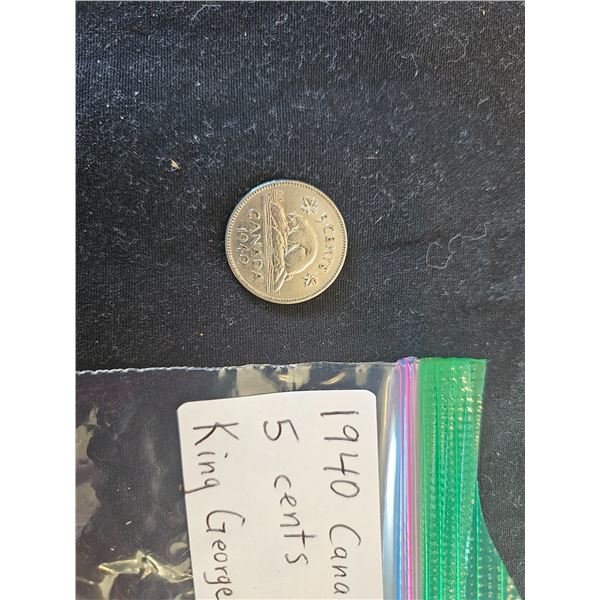 5 CENTS
CANADA
1940
1940 Cana
5 cents
King George